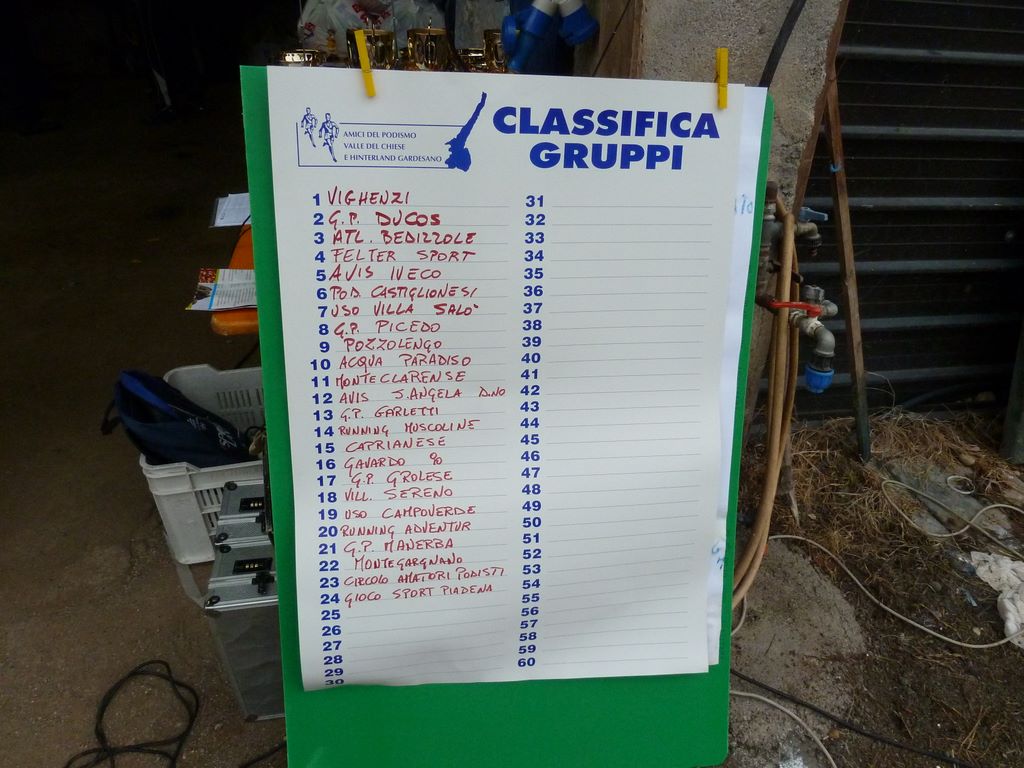 AMICI DEL PODISMO
VALLE DEL CHIESE
E HINTERLAND GARDESANO
CLASSIFICA
GRUPPI
1 VIGHENZI
2 G.P. DUCOS
3 ATL. BEDIZZOLE
4 FELTER SPORT
5 AVIS IVECO
6 POD. CASTIGLIONESI
7 USO VILLA SALO'
8 G.P. PICEDO
9 POZZOLENGO
10 ACQUA PARADISO
11 MONTECLARENSE
12 AVIS S.ANGELA DNO
13 G.P. GARLETTI
14 RUNNING MUSCOLINE
15 CAPRIANESE
16 GAVARDO %
17 G.P. GROLESE
18 VILL. SERENO
19 USO CAMPOVERDE
20 RUNNING ADVENTUR
21 G.P. MANERBA
22 MONTEGARGNANO
23 CIRCOLO AMATORI PODISTI
24 GIOCO SPORT PIADENA
25
26
27
28
29
30
31
32
33
34
35
36
37
38
39
40
41
42
43
44
45
46
47
48
49
50
51
52
53
54
55
56
57
58
59
60